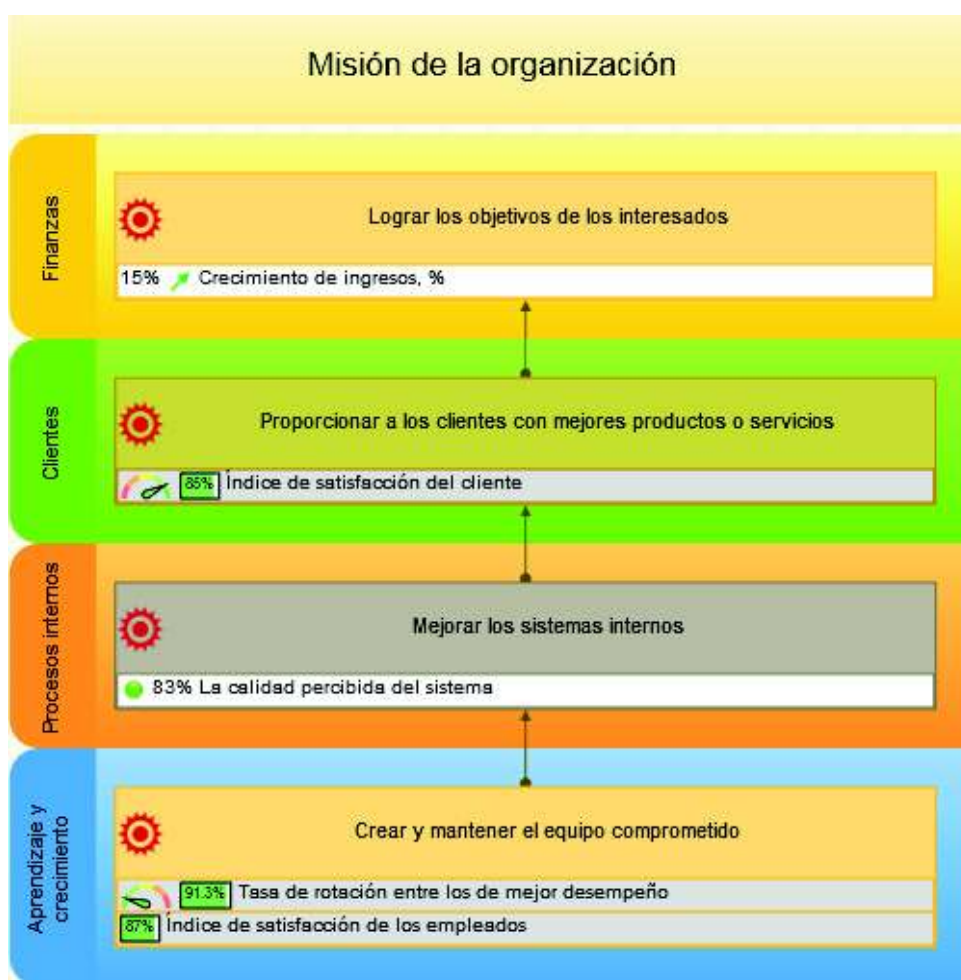 Misión de la organización
Finanzas
Lograr los objetivos de los interesados
15% Crecimiento de ingresos, %
Clientes
Proporcionar a los clientes con mejores productos o servicios
85% Índice de satisfacción del cliente
Procesos internos
Mejorar los sistemas internos
83% La calidad percibida del sistema
Aprendizaje y
crecimiento
Crear y mantener el equipo comprometido
91.3% Tasa de rotación entre los de mejor desempeño
87% Índice de satisfacción de los empleados